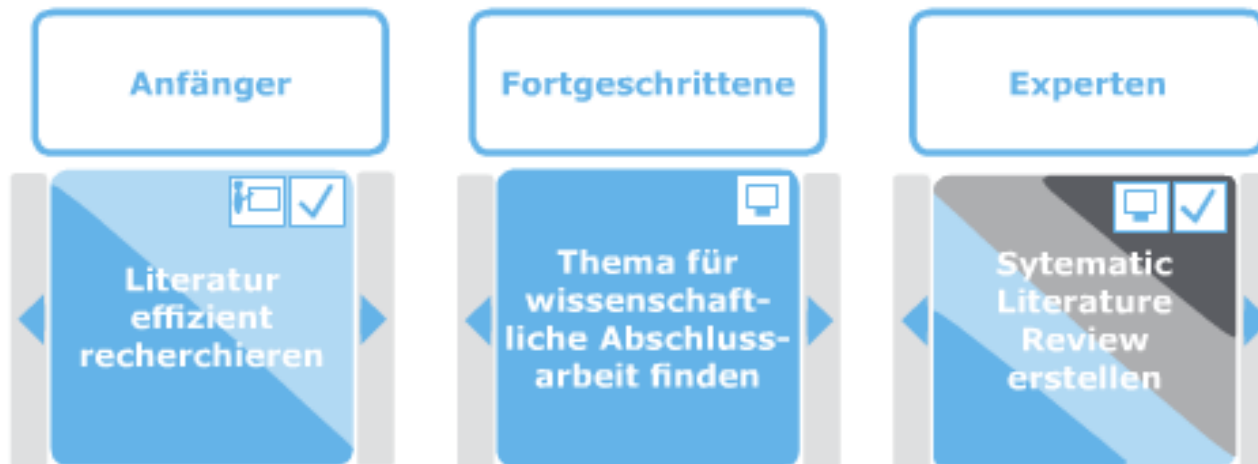 Anfänger
Fortgeschrittene
Experten
Literatur
effizient
recherchieren
Thema für
wissenschaft-
liche Abschluss-
arbeit finden
Sytematic
Literature
Review
erstellen